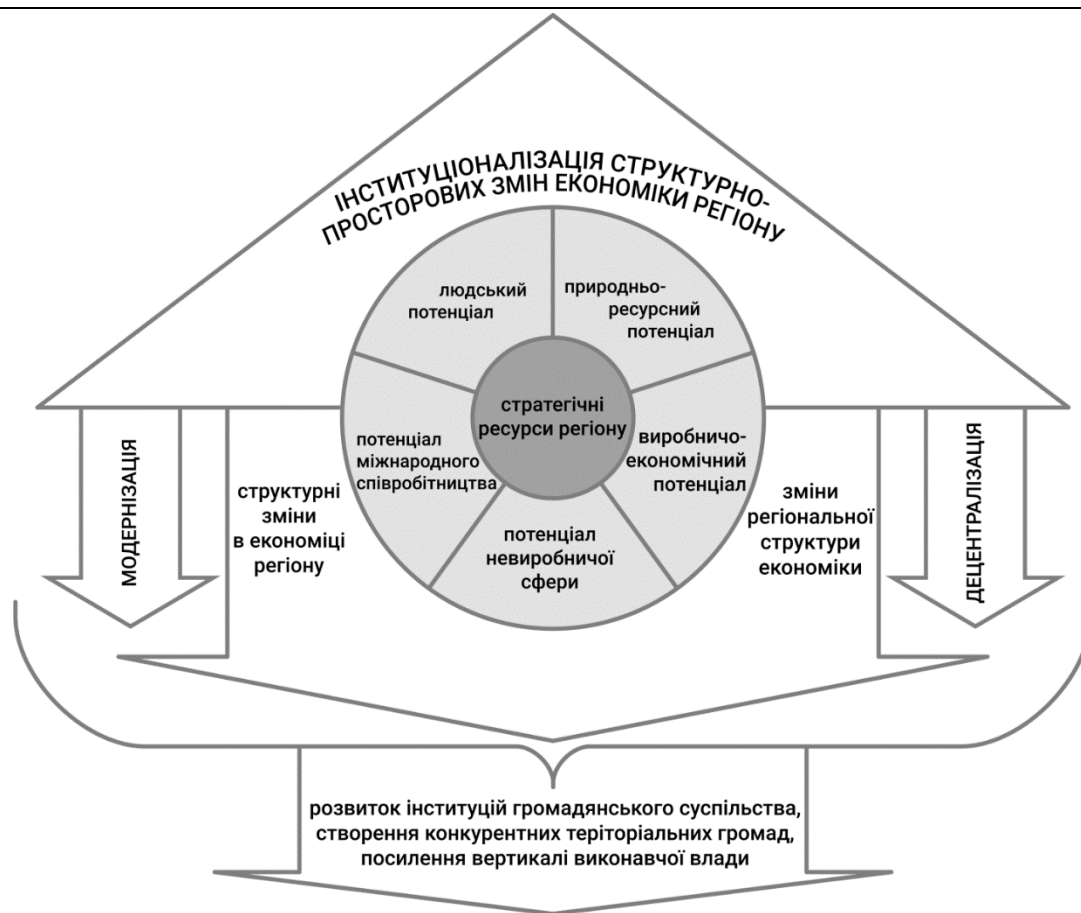 ІНСТИТУЦІОНАЛІЗАЦІЯ СТРУКТУРНО-
ПРОСТОРОВИХ ЗМІН ЕКОНОМІКИ РЕГІОНУ
людський
потенціал
природньо-
ресурсний
потенціал
стратегічні
ресурси регіону
потенціал
міжнародного
співробітництва
виробничо-
економічний
потенціал
потенціал
невиробничої
сфери
МОДЕРНІЗАЦІЯ
структурні
зміни
в економіці
регіону
зміни
регіональної
структури
економіки
ДЕЦЕНТРАЛІЗАЦІЯ
розвиток інституцій громадянського суспільства,
створення конкурентних теріторіальних громад,
посилення вертикалі виконавчої влади